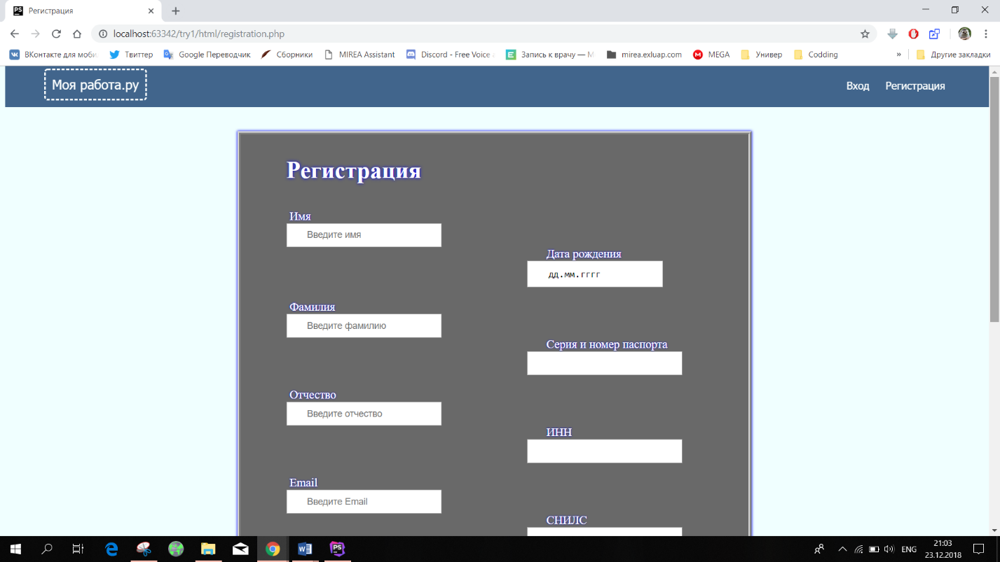 Регистрация
localhost:63342/try1/html/registration.php
ВКонтакте для моби
Твиттер
Google Переводчик
Сборники
MIREA Assistant
Discord - Free Voice
Запись к врачу — М
mirea.exluap.com
MEGA
Универ
Codding
»
Другие закладки
Моя работа.ру
Вход
Регистрация
Регистрация
Имя
Введите имя
Дата рождения
дд.мм.гггг
Фамилия
Введите фамилию
Серия и номер паспорта
Отчество
Введите отчество
ИНН
Email
Введите Email
СНИЛС
ENG
21:03
23.12.2018